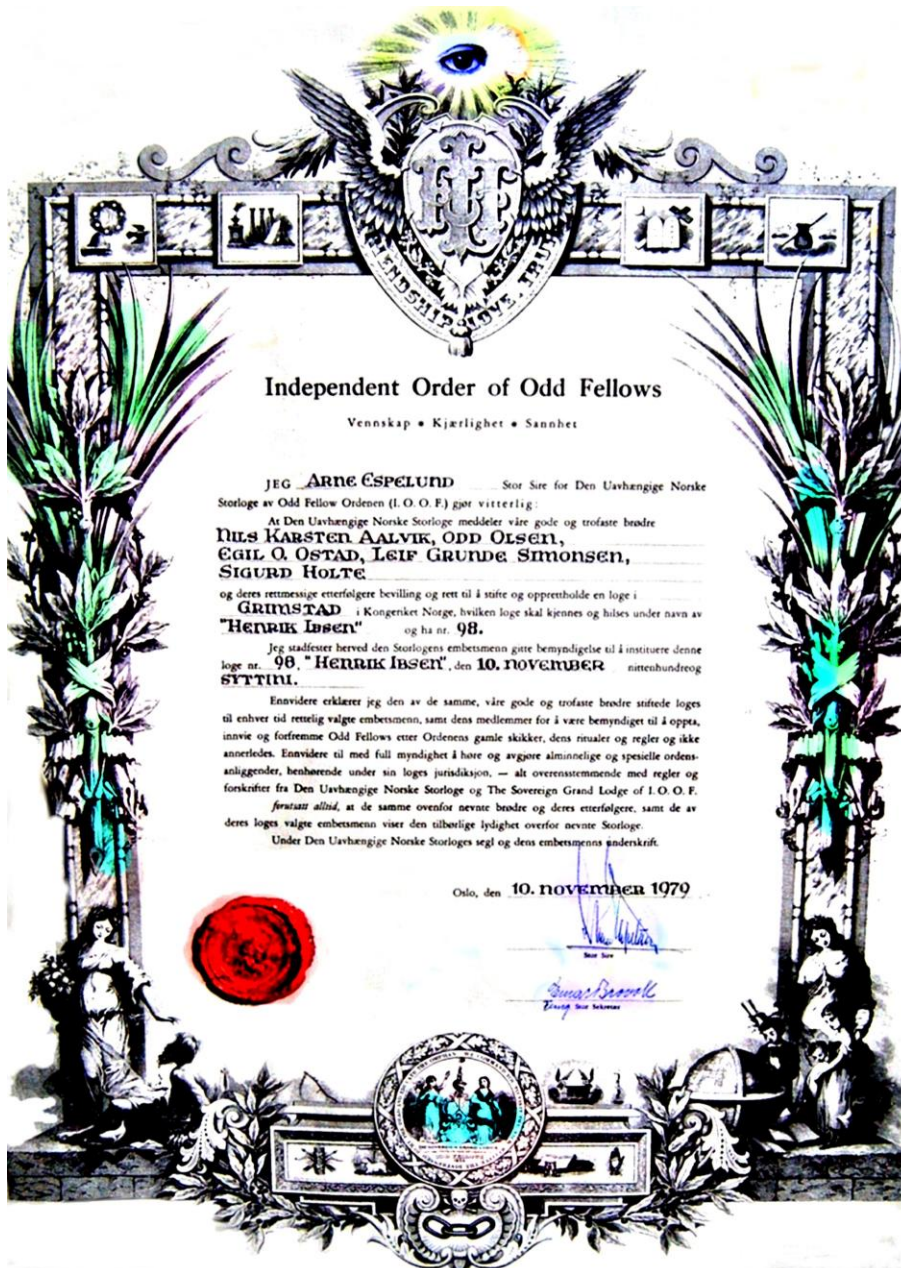 FRIENDSHIP LOVE TRUTH
Independent Order of Odd Fellows
Vennskap • Kjærlighet • Sannhet
JEG ARNE ESPELUND Stor Sire for Den Uavhængige Norske
Storloge av Odd Fellow Ordenen (I. O. O. F.) gjør vitterlig:
At Den Uavhængige Norske Storloge meddeler våre gode og trofaste brødre
NILS KARSTEN AALVIK, ODD OLSEN,
EGIL O. OSTAD, LEIF GRUNDE SIMONSEN,
SIGURD HOLTE
og deres rettmessige etterfølgere bevilling og rett til å stifte og opprettholde en loge i
GRIMSTAD i Kongeriket Norge, hvilken loge skal kjennes og hilses under navn av
"HENRIK IBSEN" og ha nr. 98.
Jeg stadfester herved den Storlogens embetsmenn gitte bemyndigelse til å instituere denne
loge nr. 98, "HENRIK IBSEN", den 10. NOVEMBER nittenhundreog
SYTTINI.
Ennvidere erklærer jeg den av de samme, våre gode og trofaste brødre stiftede loges
til enhver tid rettelig valgte embetsmenn, samt dens medlemmer for å være bemyndiget til å oppta,
innvie og forfremme Odd Fellows etter Ordenens gamle skikker, dens ritualer og regler og ikke
annerledes. Ennvidere til med full myndighet å høre og avgjøre alminnelige og spesielle ordens-
anliggender, henhørende under sin loges jurisdiksjon, — alt overensstemmende med regler og
forskrifter fra Den Uavhængige Norske Storloge og The Sovereign Grand Lodge of I. O. O. F.
forutsatt alltid, at de samme ovenfor nevnte brødre og deres etterfølgere, samt de av
deres loges valgte embetsmenn viser den tilbørlige lydighet overfor nevnte Storloge.
Under Den Uavhængige Norske Storloges segl og dens embetsmenns underskrift.
Oslo, den 10. NOVEMBER 1979
Stor Sire
Stor Sekretær